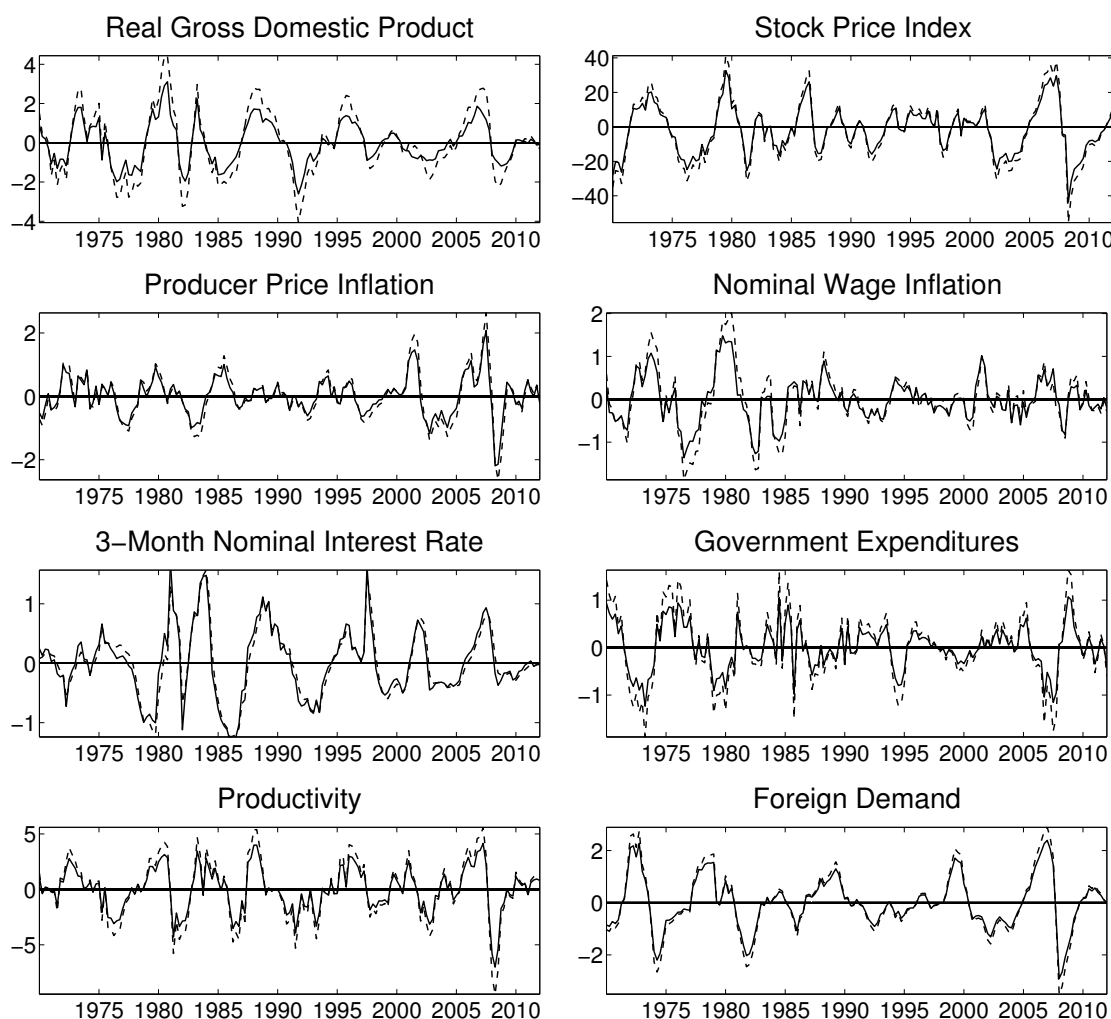 Real Gross Domestic Product
4
2
0
−2
−4
1975 1980 1985 1990 1995 2000 2005 2010
Stock Price Index
40
20
0
−20
−40
1975 1980 1985 1990 1995 2000 2005 2010
Producer Price Inflation
2
0
−2
1975 1980 1985 1990 1995 2000 2005 2010
Nominal Wage Inflation
2
1
0
−1
1975 1980 1985 1990 1995 2000 2005 2010
3−Month Nominal Interest Rate
1
0
−1
1975 1980 1985 1990 1995 2000 2005 2010
Government Expenditures
1
0
−1
1975 1980 1985 1990 1995 2000 2005 2010
Productivity
5
0
−5
1975 1980 1985 1990 1995 2000 2005 2010
Foreign Demand
2
0
−2
1975 1980 1985 1990 1995 2000 2005 2010